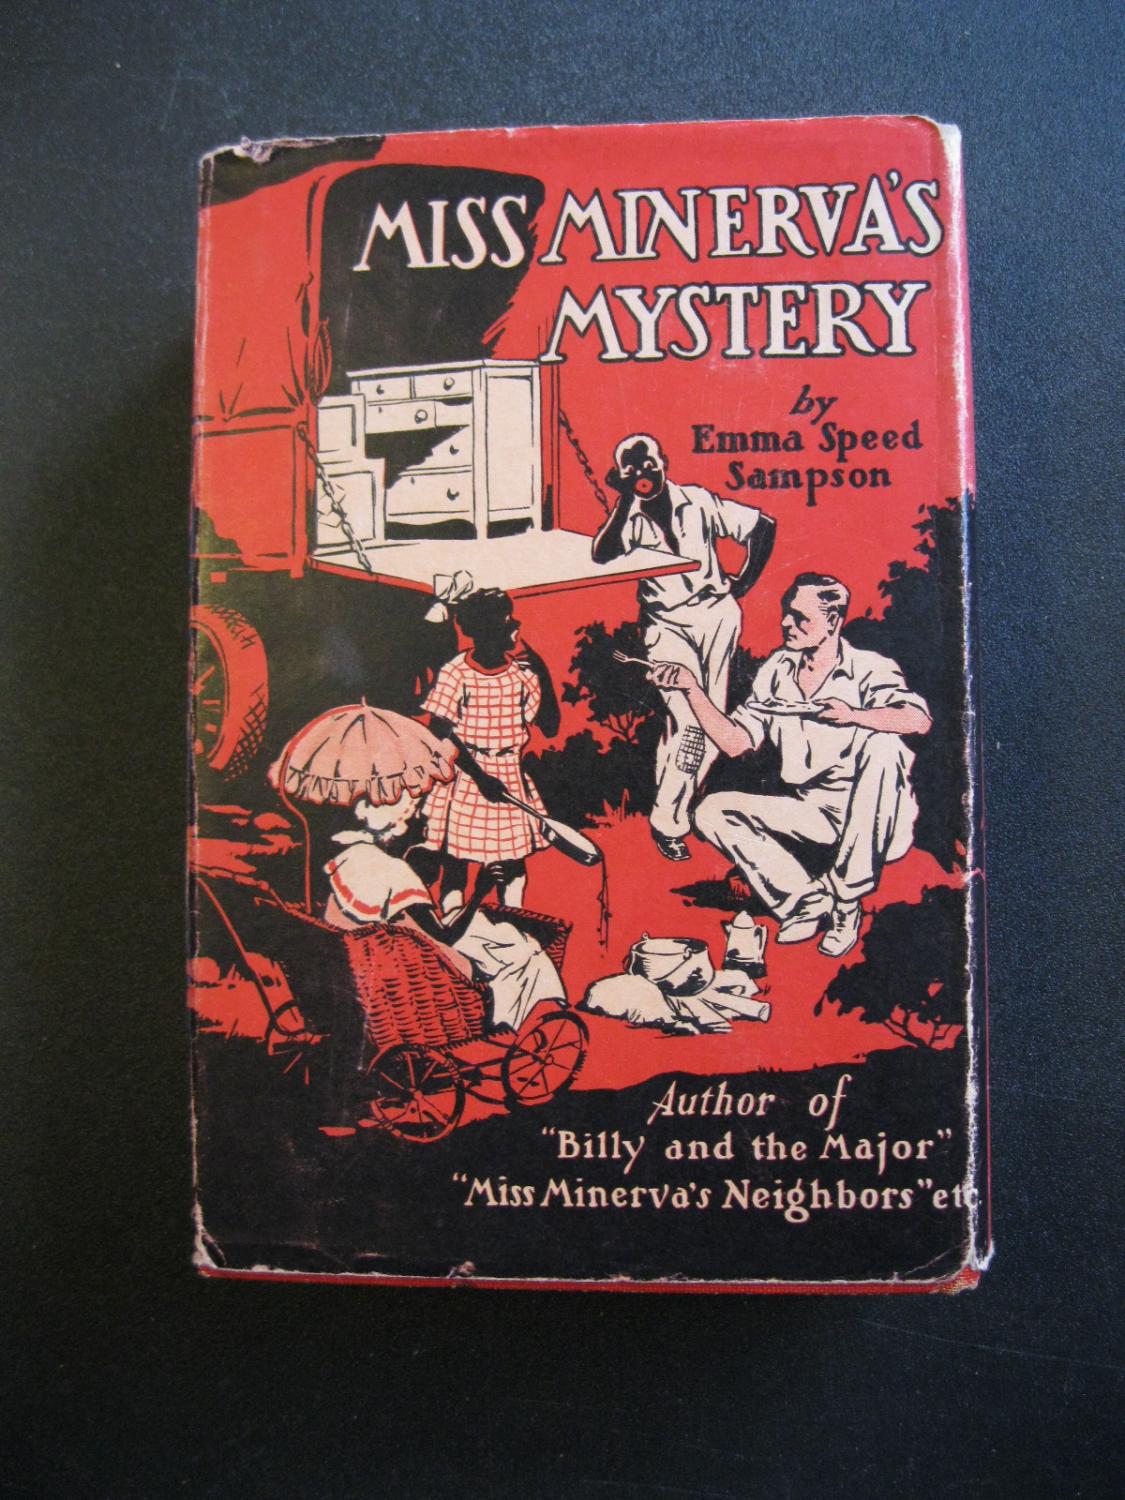 MISS MINERVA'S
MYSTERY
by
Emma Speed
Sampson
Author of
"Billy and the Major"
"Miss Minerva's Neighbors" etc.